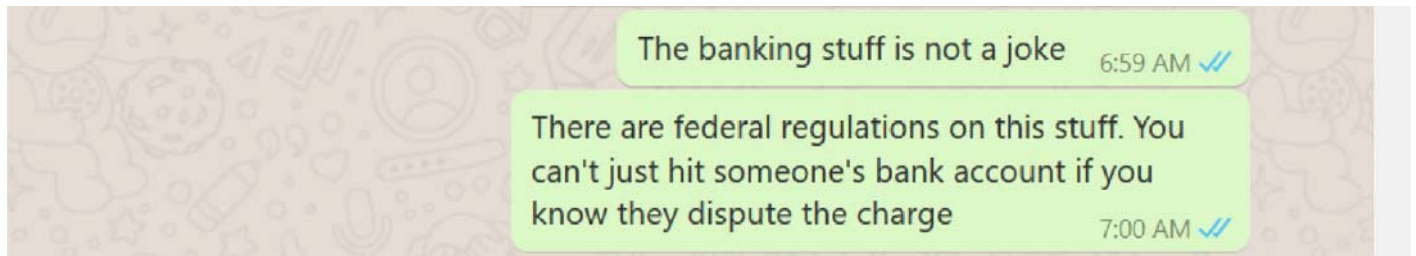 The banking stuff is not a joke
6:59 AM
There are federal regulations on this stuff. You
can't just hit someone's bank account if you
know they dispute the charge
7:00 AM